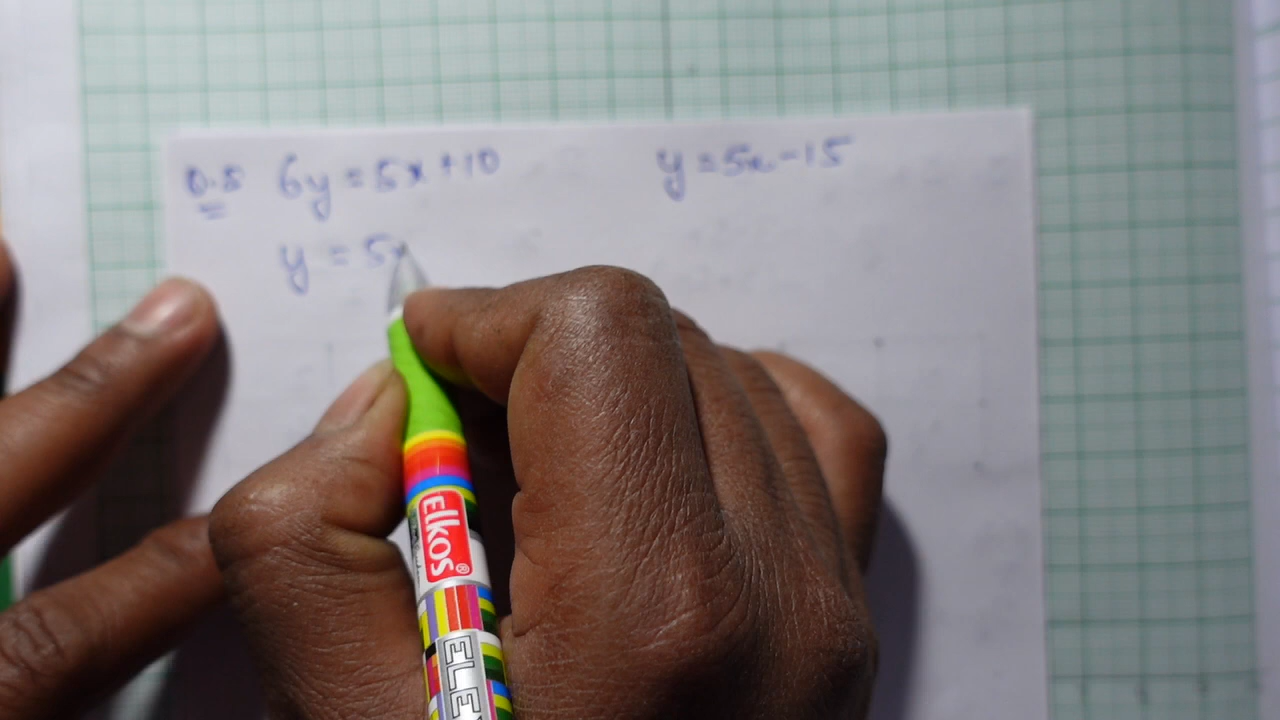 Q.5 6y = 5x + 10 y = 5x - 15
y = 5x
elkos®
ELE